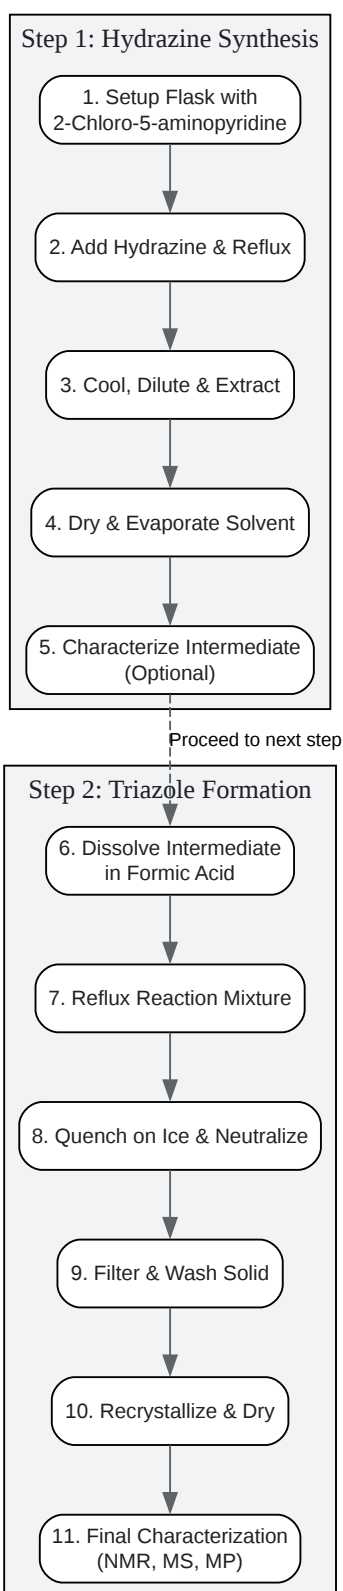 Step 1: Hydrazine Synthesis
1. Setup Flask with
2-Chloro-5-aminopyridine
2. Add Hydrazine & Reflux
3. Cool, Dilute & Extract
4. Dry & Evaporate Solvent
5. Characterize Intermediate
(Optional)
Proceed to next step
Step 2: Triazole Formation
6. Dissolve Intermediate
in Formic Acid
7. Reflux Reaction Mixture
8. Quench on Ice & Neutralize
9. Filter & Wash Solid
10. Recrystallize & Dry
11. Final Characterization
(NMR, MS, MP)